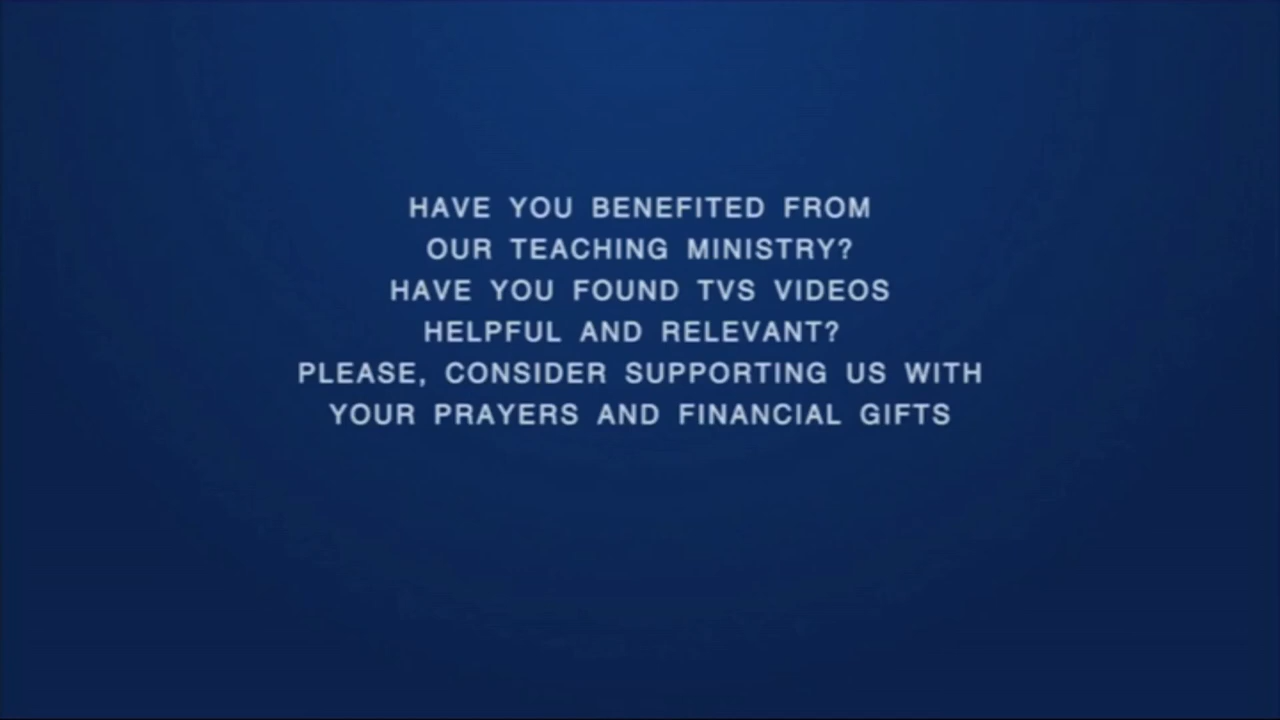 HAVE YOU BENEFITED FROM
OUR TEACHING MINISTRY?
HAVE YOU FOUND TVS VIDEOS
HELPFUL AND RELEVANT?
PLEASE, CONSIDER SUPPORTING US WITH
YOUR PRAYERS AND FINANCIAL GIFTS